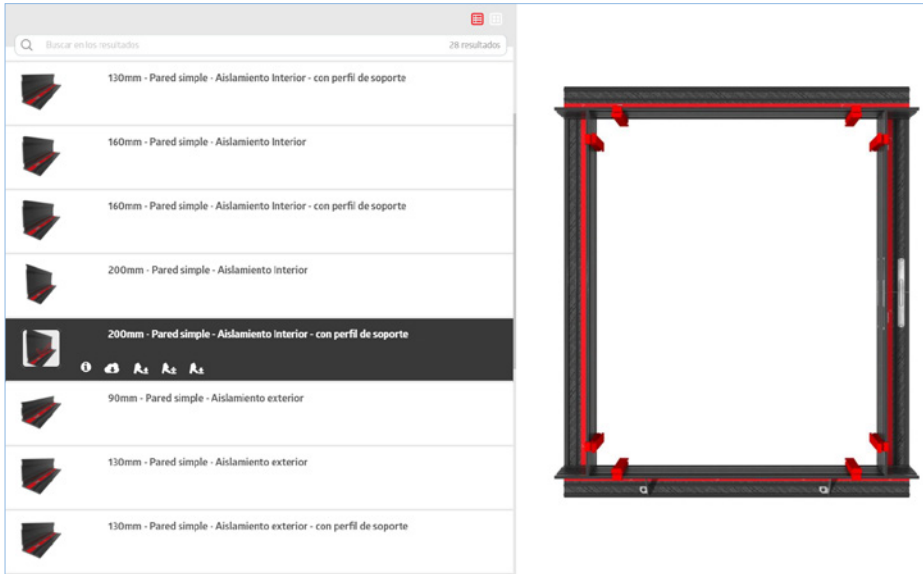 Buscar en los resultados
28 resultados
130mm - Pared simple - Aislamiento Interior - con perfil de soporte
160mm - Pared simple - Aislamiento Interior
160mm - Pared simple - Aislamiento Interior - con perfil de soporte
200mm - Pared simple - Aislamiento Interior
200mm - Pared simple - Aislamiento Interior - con perfil de soporte
90mm - Pared simple - Aislamiento exterior
130mm - Pared simple - Aislamiento exterior
130mm - Pared simple - Aislamiento exterior - con perfil de soporte